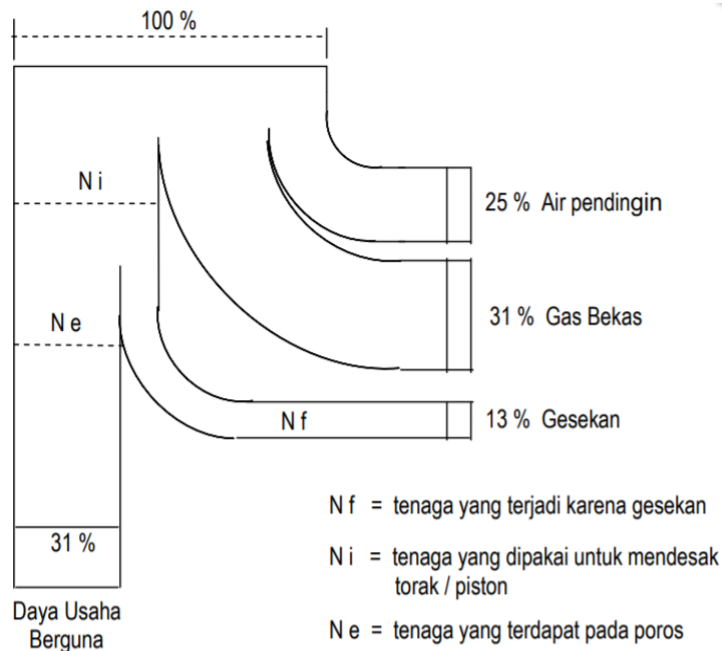 100 %
N i
25 % Air pendingin
N e
31 % Gas Bekas
N f
13 % Gesekan
31 %
Daya Usaha
Berguna
N f = tenaga yang terjadi karena gesekan
N i = tenaga yang dipakai untuk mendesak
torak / piston
N e = tenaga yang terdapat pada poros